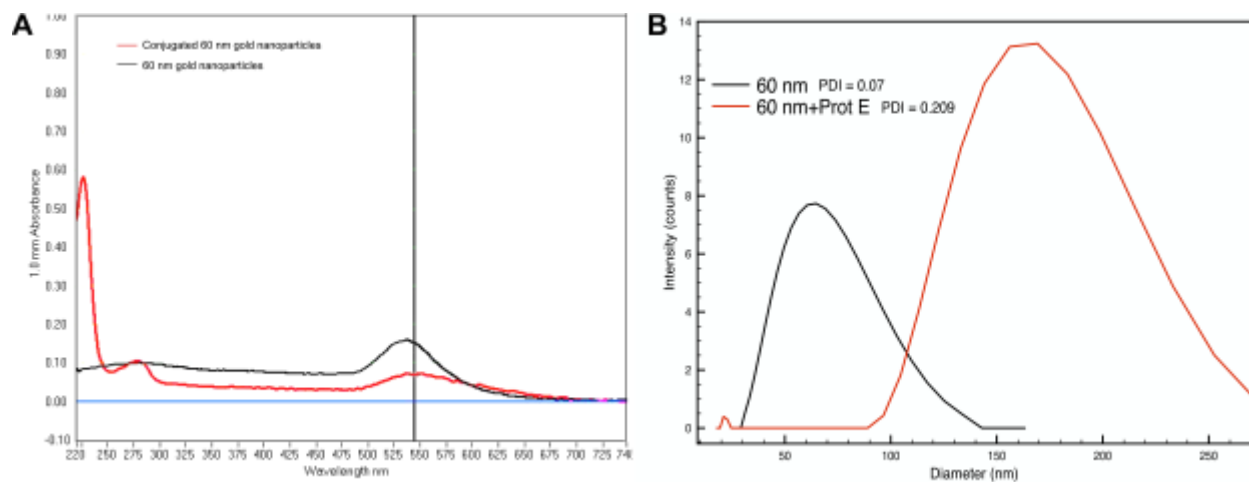 A
1.00
0.90
0.80
0.70
0.60
0.50
0.40
0.30
0.20
0.10
0.00
-0.10
1.0 mm Absorbance
Conjugated 60 nm gold nanoparticles
60 nm gold nanoparticles
220 250 275 300 325 350 375 400 425 450 475 500 525 550 575 600 625 650 675 700 725 740
Wavelength nm
B
14
12
10
8
6
4
2
0
Intensity (counts)
60 nm PDI = 0.07
60 nm+Prot E PDI = 0.209
50 100 150 200 250
Diameter (nm)